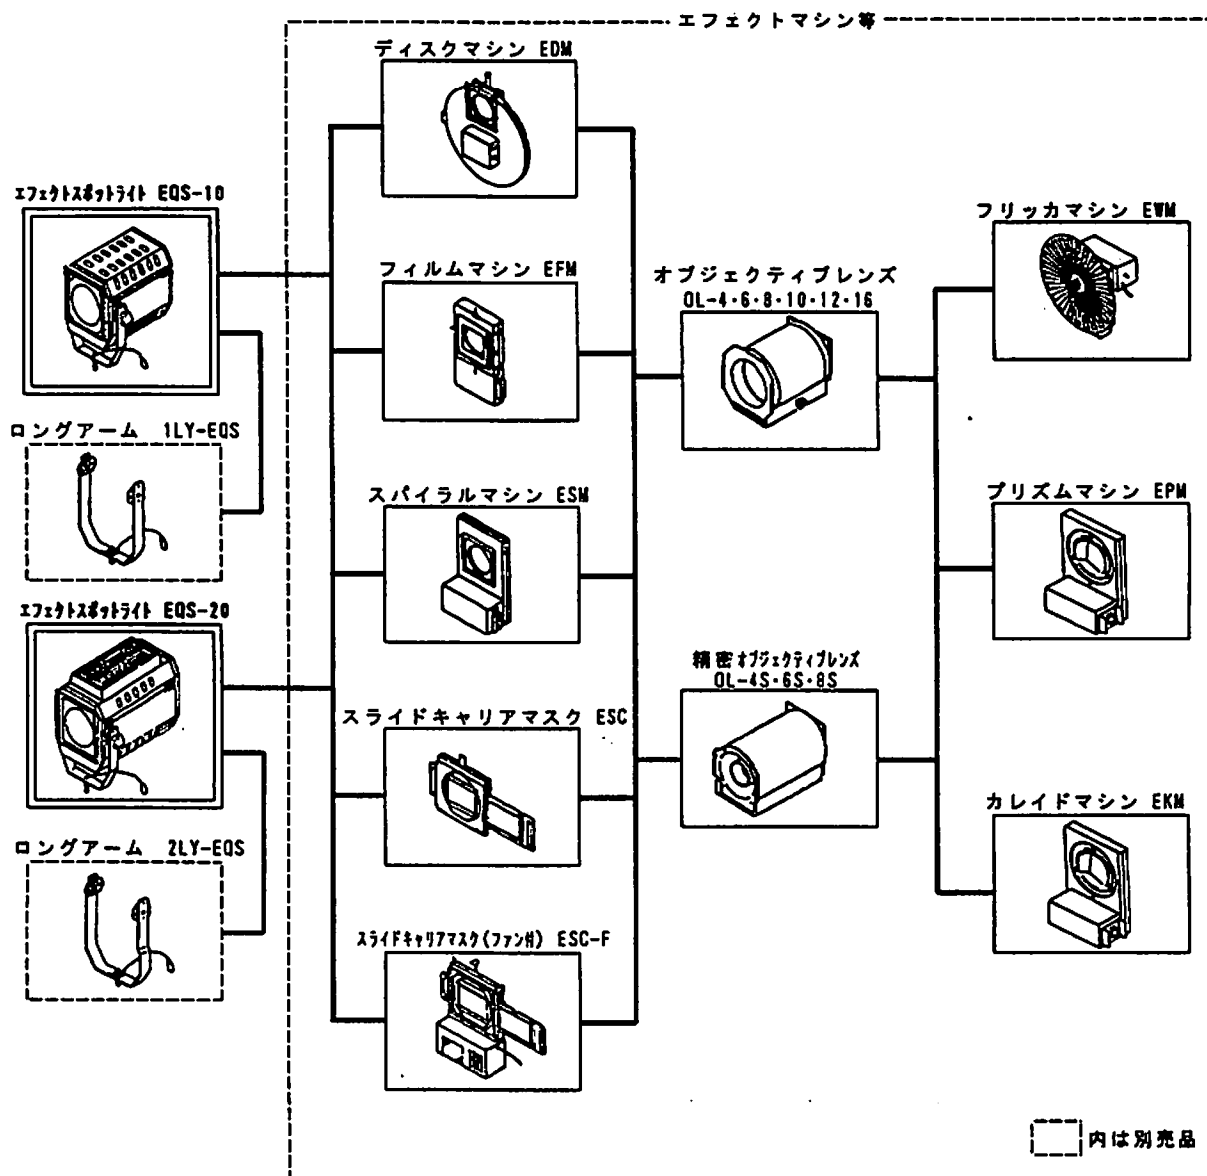 エフェクトマシン等
ディスクマシン EDM
エフェクトスポットライト EQS-10
フィルムマシン EFM
オブジェクティブレンズ
OL-4・6・8・10・12・16
フリッカマシン EWM
ロングアーム 1LY-EQS
スパイラルマシン ESM
プリズムマシン EPM
エフェクトスポットライト EQS-20
精密オブジェクティブレンズ
OL-4S・6S・8S
スライドキャリアマスク ESC
カレイドマシン EKM
ロングアーム 2LY-EQS
スライドキャリアマスク(ファン付) ESC-F
内は別売品